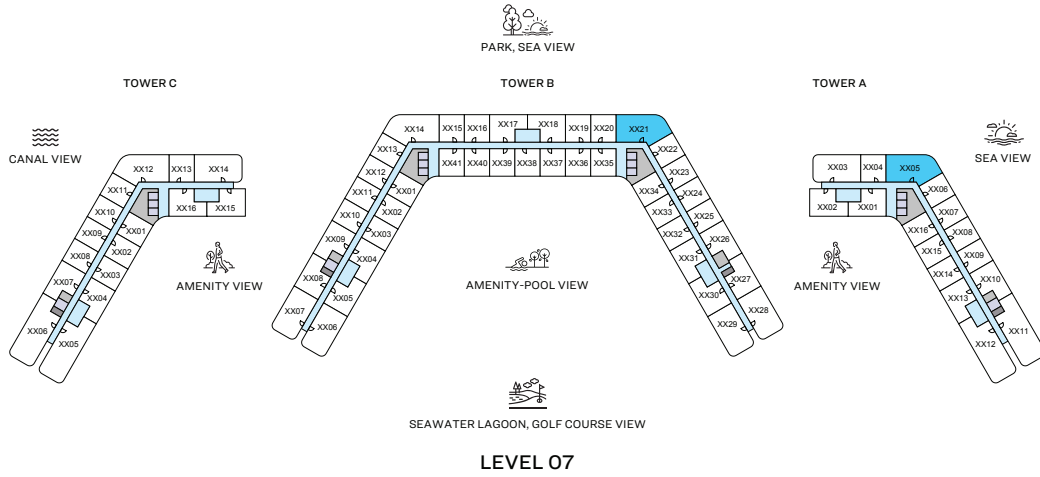 PARK, SEA VIEW
TOWER C
TOWER B
TOWER A
CANAL VIEW
SEA VIEW
XX12
XX13
XX14
XX11
XX10
XX09
XX08
XX07
XX06
XX05
XX04
XX03
XX02
XX01
XX16
XX15
AMENITY VIEW
XX14
XX15
XX16
XX17
XX18
XX19
XX20
XX21
XX13
XX12
XX11
XX10
XX09
XX08
XX07
XX06
XX05
XX04
XX03
XX02
XX01
XX41
XX40
XX39
XX38
XX37
XX36
XX35
XX22
XX23
XX24
XX25
XX26
XX27
XX28
XX29
XX30
XX31
XX32
XX33
XX34
AMENITY-POOL VIEW
XX03
XX04
XX05
XX02
XX01
XX06
XX07
XX08
XX09
XX10
XX11
XX12
XX13
XX14
XX15
XX16
AMENITY VIEW
SEAWATER LAGOON, GOLF COURSE VIEW
LEVEL 07